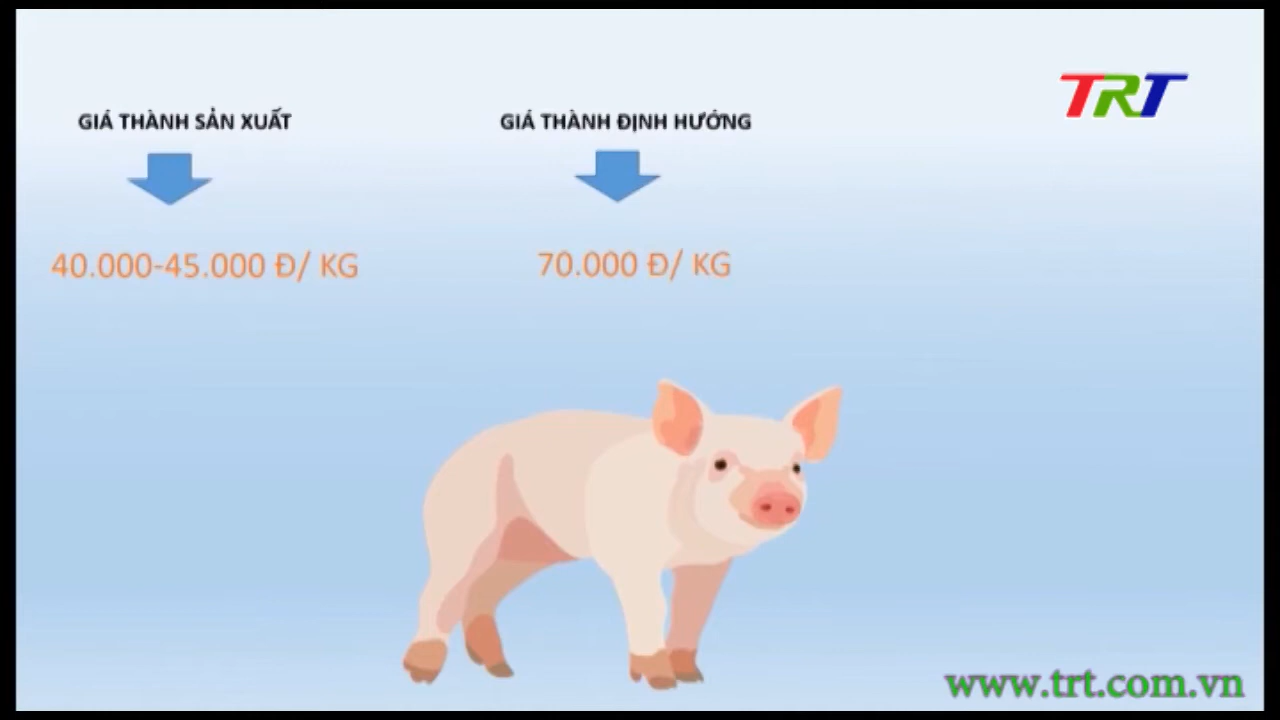 TRT
GIÁ THÀNH SẢN XUẤT
GIÁ THÀNH ĐỊNH HƯỚNG
40.000-45.000 Đ/ KG
70.000 Đ/ KG
www.trt.com.vn